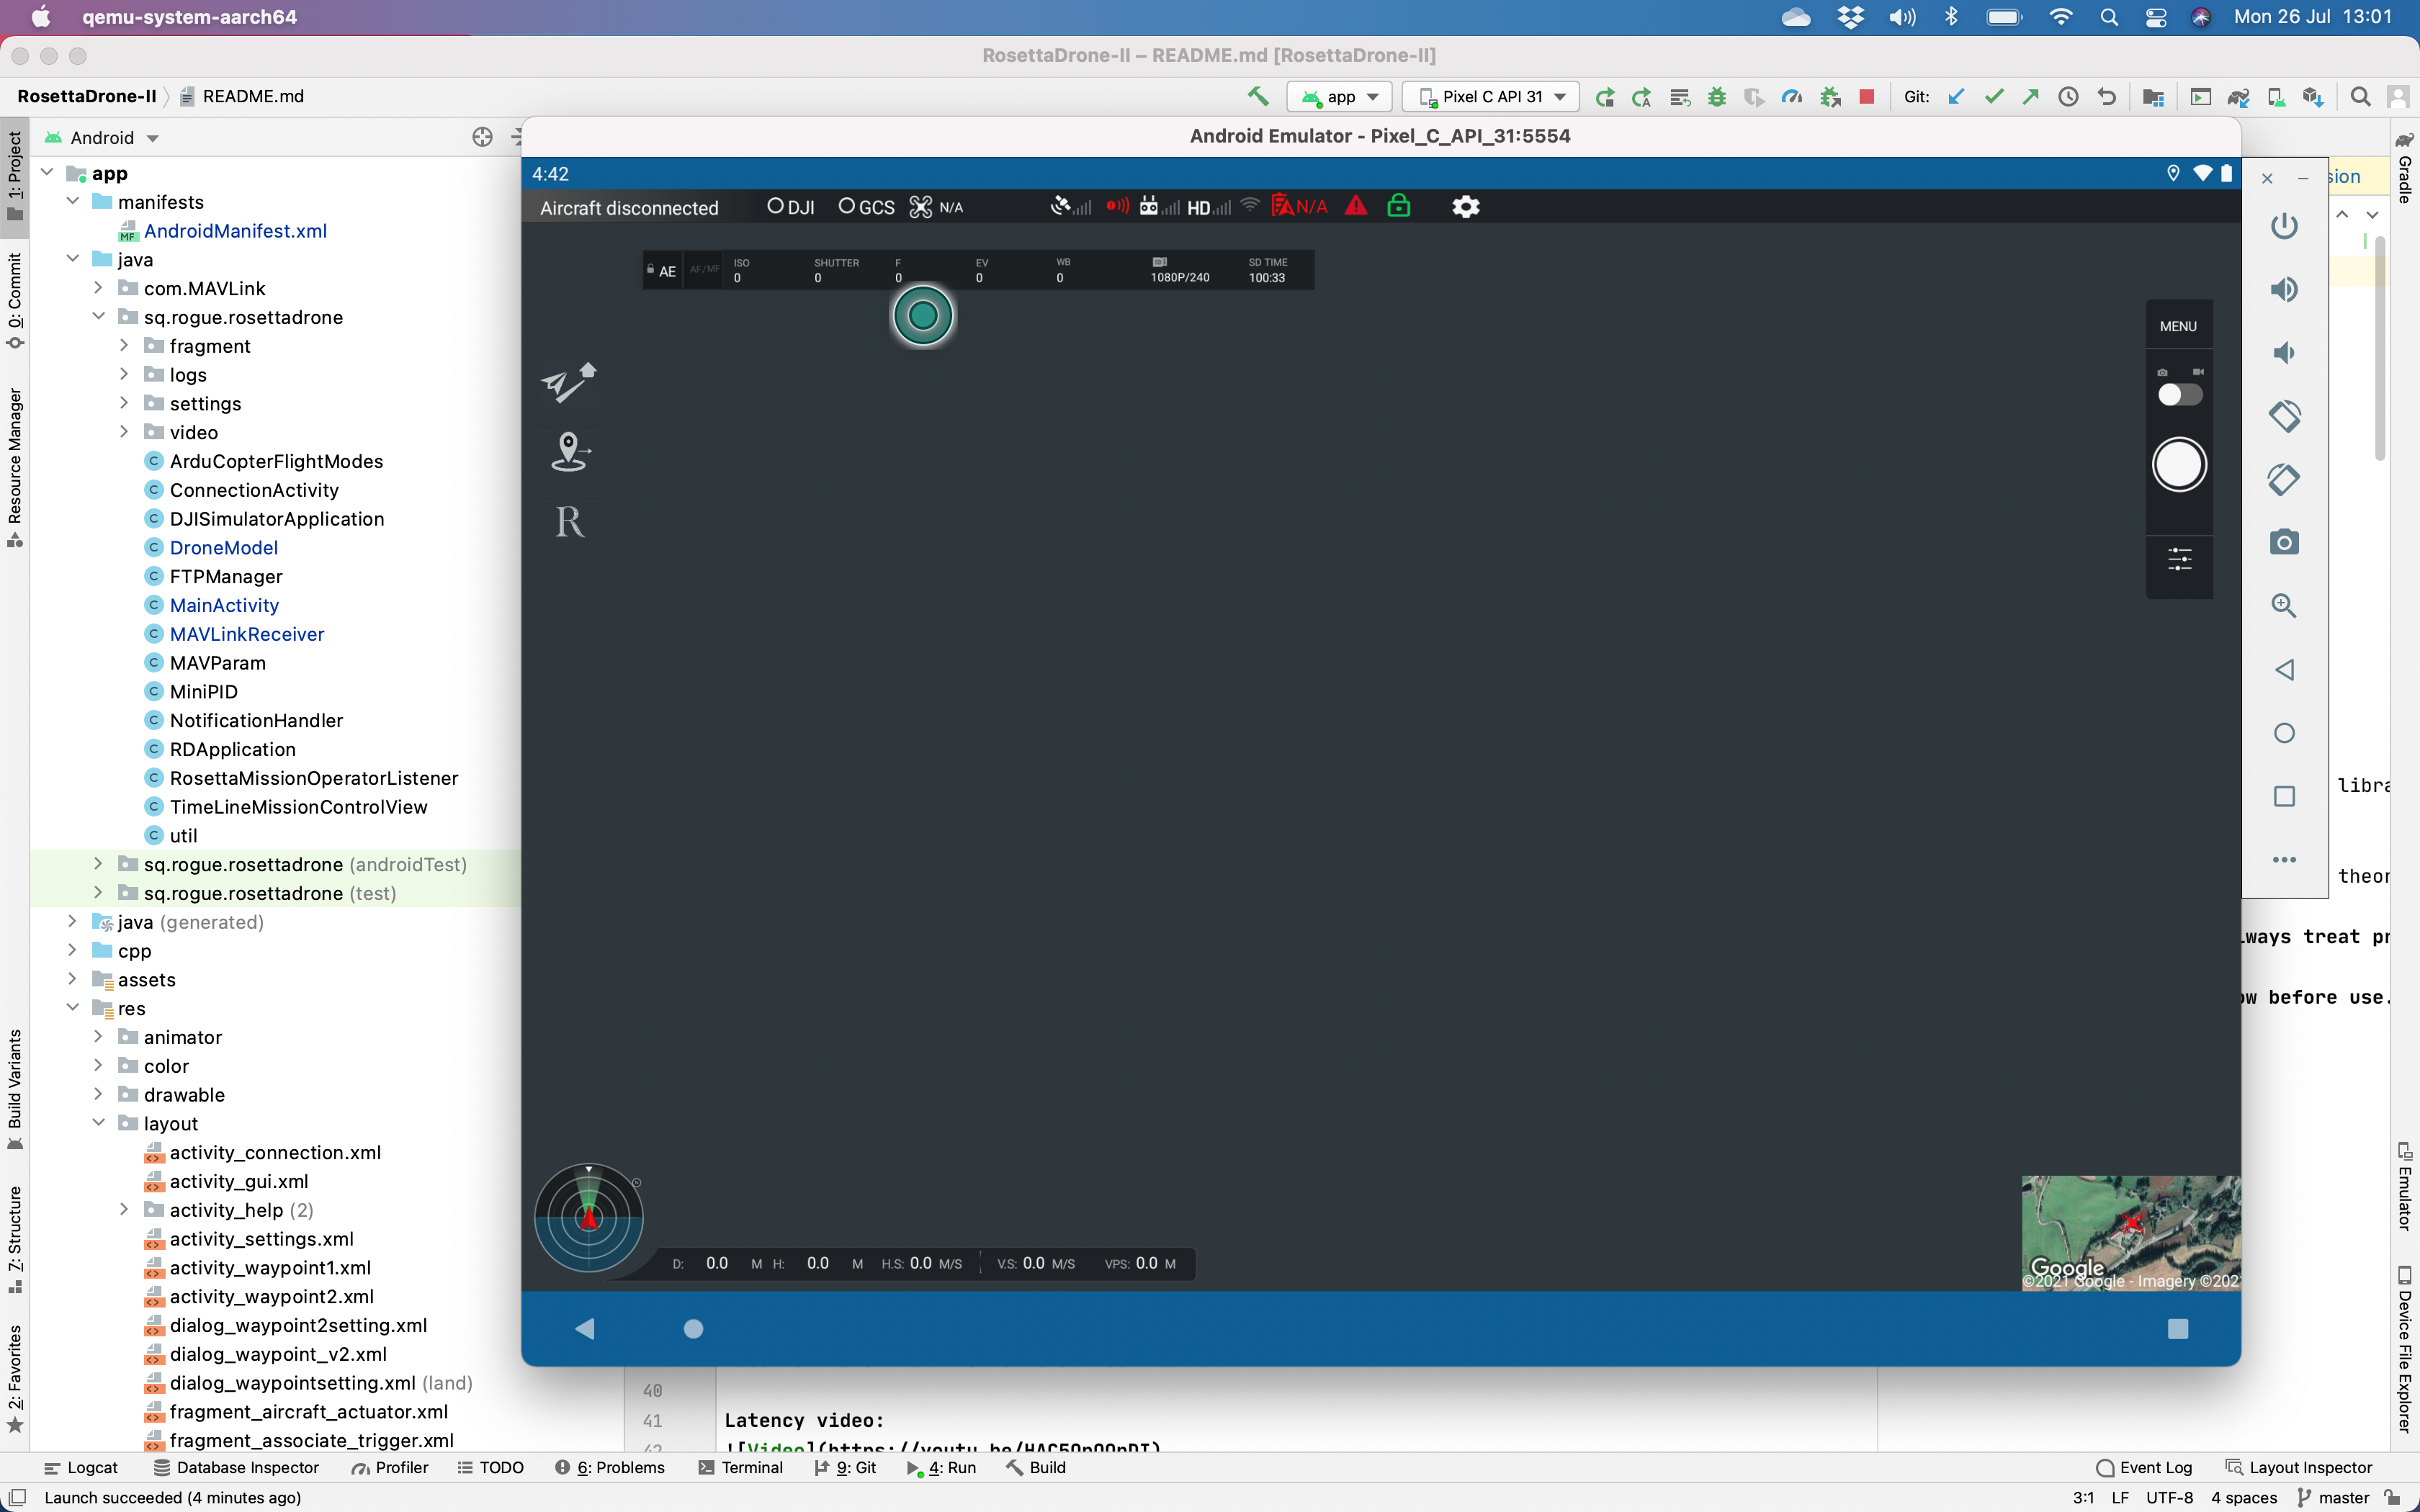 qemu-system-aarch64
Mon 26 Jul 13:01
RosettaDrone-II – README.md [RosettaDrone-II]
RosettaDrone-II
README.md
app
Pixel C API 31
Git:
Android
Android Emulator - Pixel_C_API_31:5554
1: Project
0: Commit
Resource Manager
Build Variants
7: Structure
2: Favorites
app
manifests
MF
AndroidManifest.xml
java
com.MAVLink
sq.rogue.rosettadrone
fragment
logs
settings
video
ArduCopterFlightModes
ConnectionActivity
DJISimulatorApplication
DroneModel
FTPManager
MainActivity
MAVLinkReceiver
MAVParam
MiniPID
NotificationHandler
RDApplication
RosettaMissionOperatorListener
TimeLineMissionControlView
util
sq.rogue.rosettadrone (androidTest)
sq.rogue.rosettadrone (test)
java (generated)
cpp
assets
res
animator
color
drawable
layout
activity_connection.xml
activity_gui.xml
activity_help (2)
activity_settings.xml
activity_waypoint1.xml
activity_waypoint2.xml
dialog_waypoint2setting.xml
dialog_waypoint_v2.xml
dialog_waypointsetting.xml (land)
fragment_aircraft_actuator.xml
fragment_associate_trigger.xml
4:42
Aircraft disconnected
DJI
GCS
N/A
HD
N/A
AE
AF/MF
ISO
0
SHUTTER
0
F
0
EV
0
WB
0
SD
1080P/240
SD TIME
100:33
MENU
R
D: 0.0 M H: 0.0 M H.S: 0.0 M/S V.S: 0.0 M/S VPS: 0.0 M
Google
©2021 Google - Imagery ©202
sion
libra
theor
ways treat pr
ow before use.
Gradle
Emulator
Device File Explorer
40
41
Latency video:
42
Logcat
Database Inspector
Profiler
TODO
6: Problems
Terminal
9: Git
4: Run
Build
Event Log
Layout Inspector
Launch succeeded (4 minutes ago)
3:1 LF UTF-8 4 spaces master